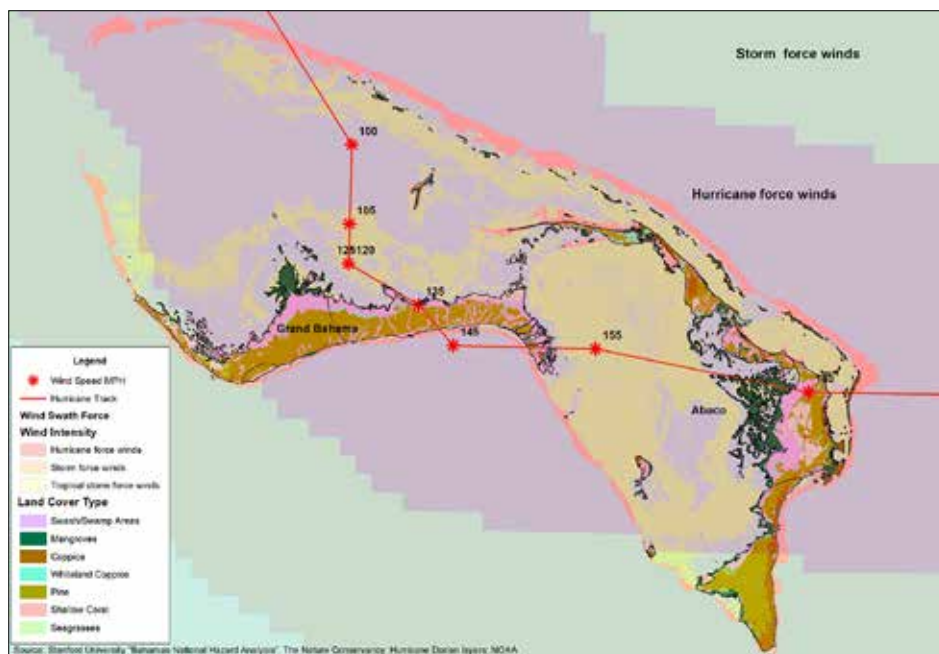 Storm force winds
100
Hurricane force winds
105
120
Grand Bahama
145
155
Abaco
Legend
Wind Speed MPH
Hurricane Track
Wind Swath Force
Wind Intensity
Hurricane force winds
Storm force winds
Tropical storm force winds
Land Cover Type
Swash/Swamp Areas
Mangroves
Coppice
Whiteland Coppice
Pine
Shallow Coral
Seagrasses
Source: Stanford University "Bahamas National Hazard Analysis", The Nature Conservancy. Hurricane Dorian layers: NOAA